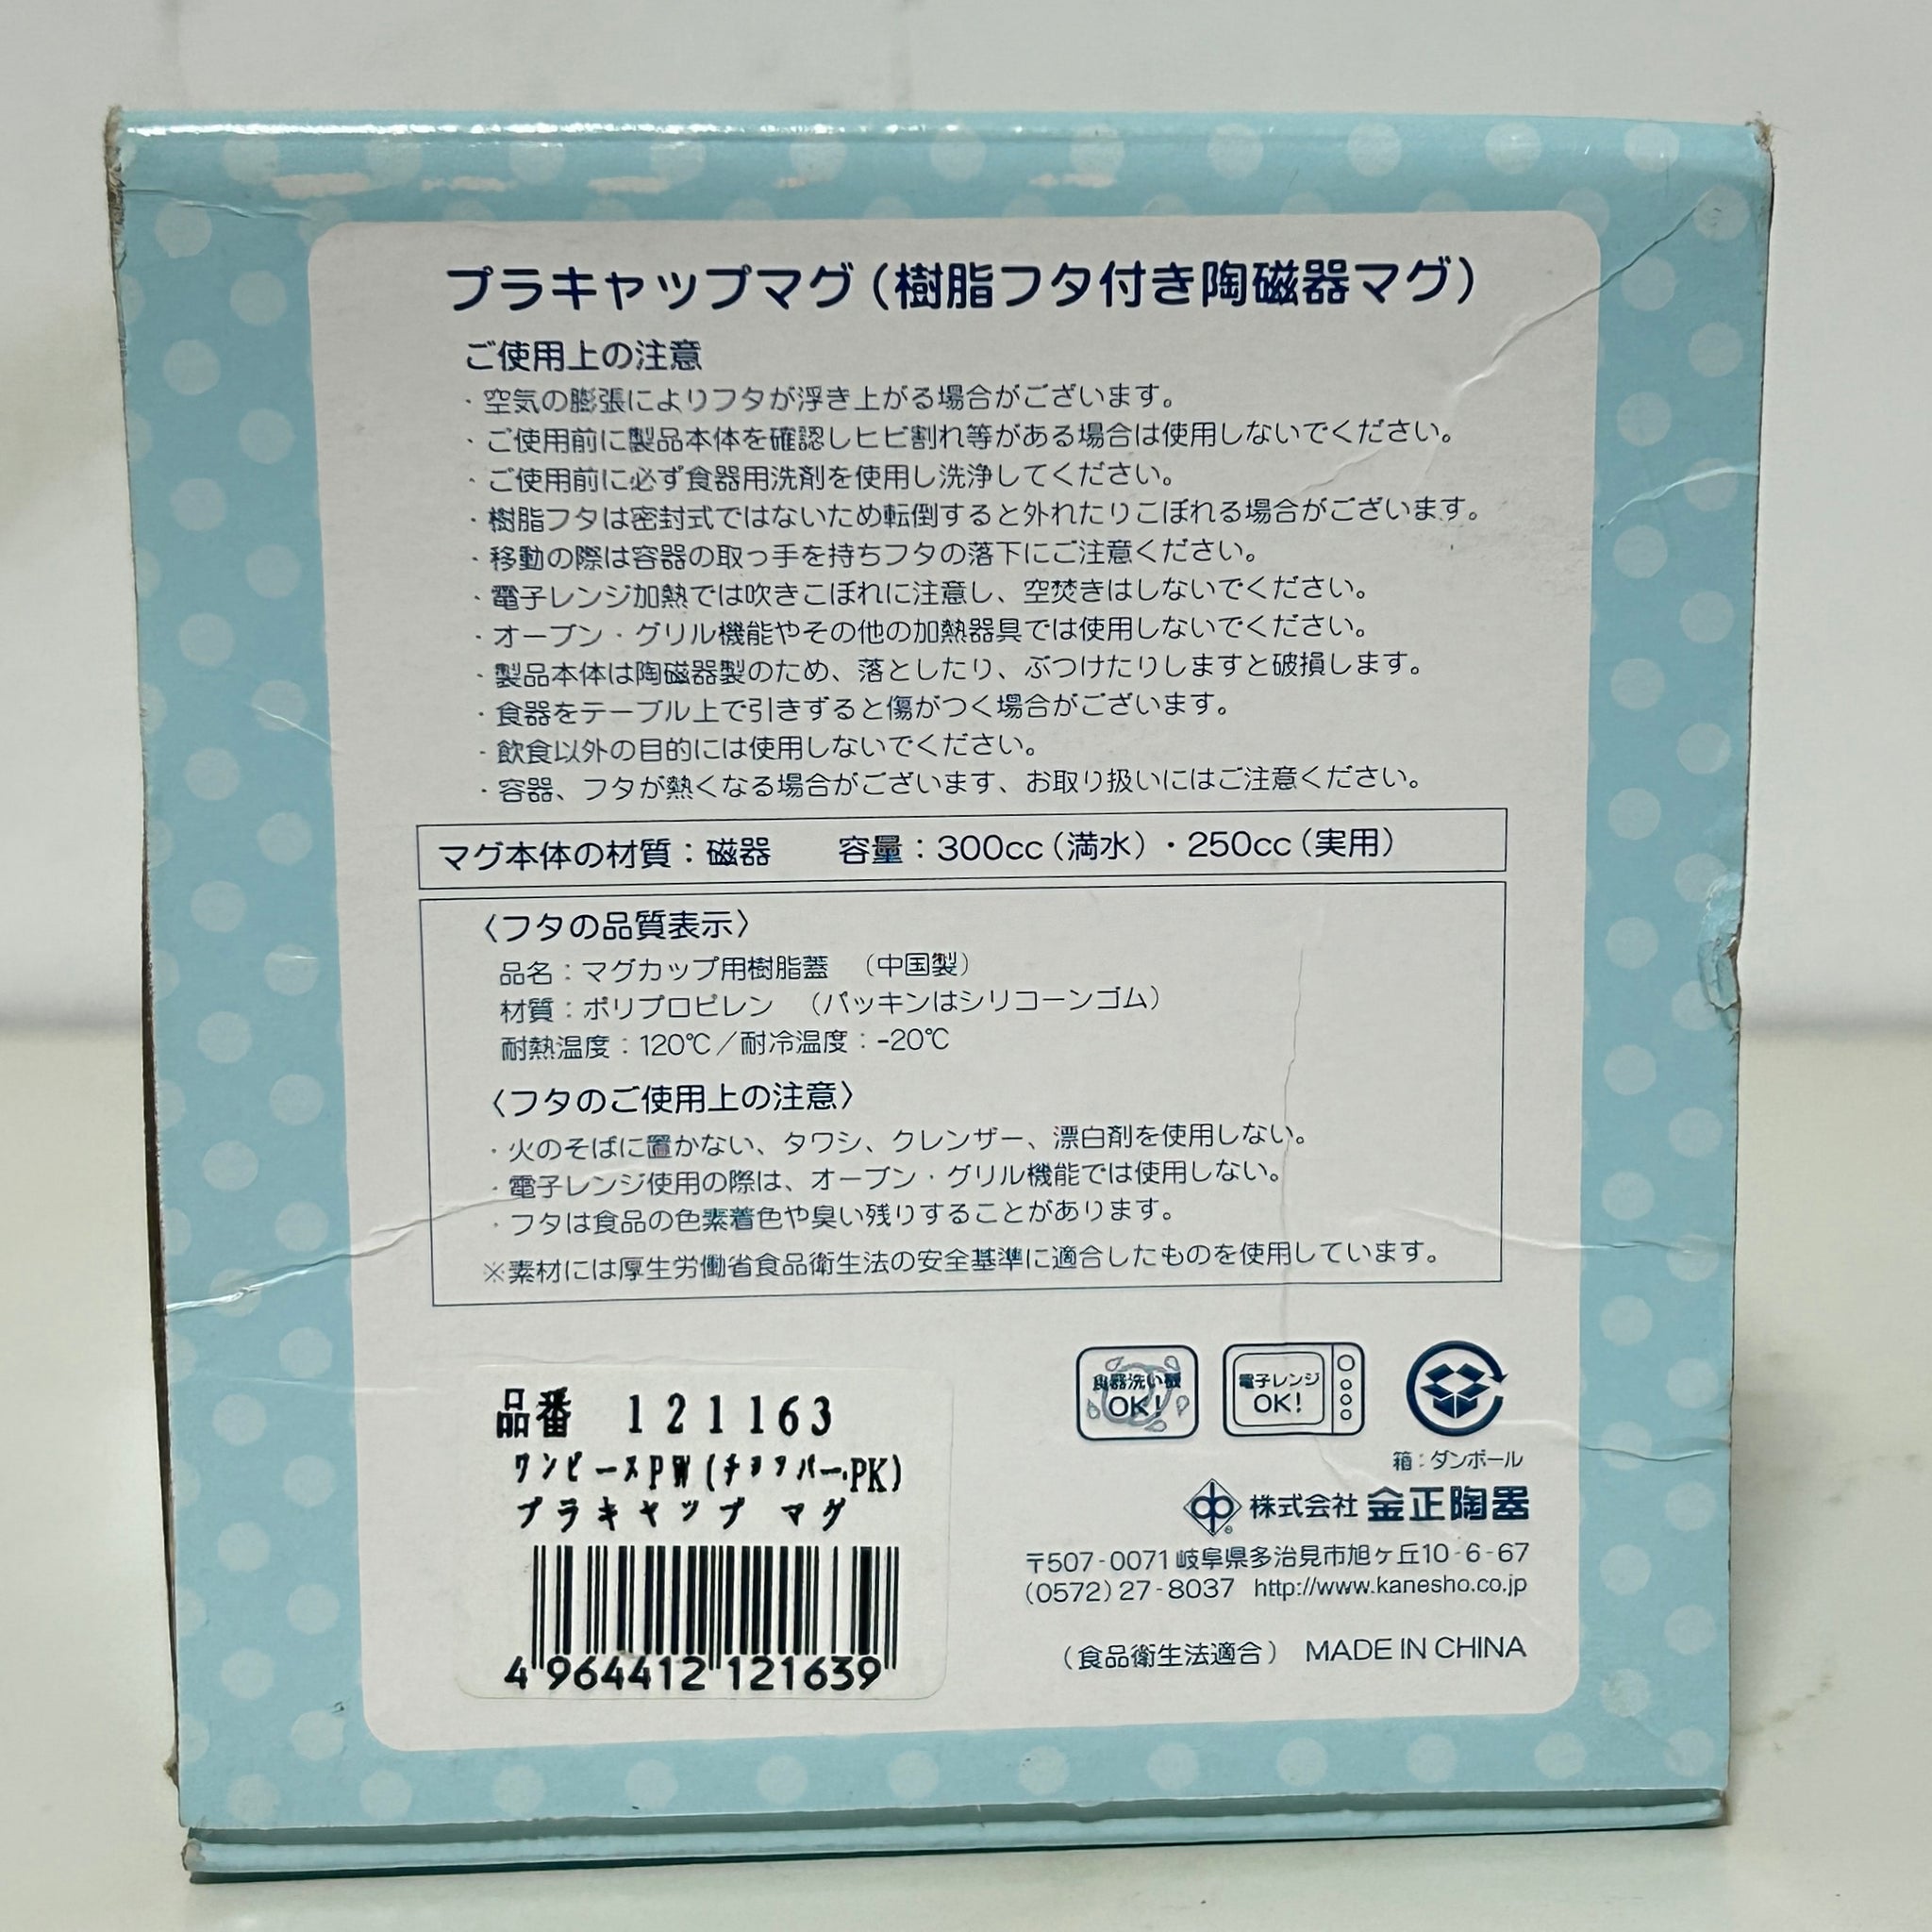 プラキャップマグ(樹脂フタ付き陶磁器マグ)
ご使用上の注意
・空気の膨張によりフタが浮き上がる場合がございます。
・ご使用前に製品本体を確認しヒビ割れ等がある場合は使用しないでください。
・ご使用前に必ず食器用洗剤を使用し洗浄してください。
・樹脂フタは密封式ではないため転倒すると外れたりこぼれる場合がございます。
・移動の際は容器の取っ手を持ちフタの落下にご注意ください。
・電子レンジ加熱では吹きこぼれに注意し、空焚きはしないでください。
・オーブン・グリル機能やその他の加熱器具では使用しないでください。
・製品本体は陶磁器製のため、落としたり、ぶつけたりしますと破損します。
・食器をテーブル上で引きずると傷がつく場合がございます。
・飲食以外の目的には使用しないでください。
・容器、フタが熱くなる場合がございます、お取り扱いにはご注意ください。
マグ本体の材質:磁器 容量:300cc(満水)・250cc(実用)
〈フタの品質表示〉
品名:マグカップ用樹脂蓋 (中国製)
材質:ポリプロピレン (パッキンはシリコーンゴム)
耐熱温度:120℃/耐冷温度:-20℃
〈フタのご使用上の注意〉
・火のそばに置かない、タワシ、クレンザー、漂白剤を使用しない。
・電子レンジ使用の際は、オーブン・グリル機能では使用しない。
・フタは食品の色素着色や臭い残りすることがあります。
※素材には厚生労働省食品衛生法の安全基準に適合したものを使用しています。
食器洗い機
OK!
電子レンジ
OK!
箱:ダンボール
品番 121163
ワンピースPW(チョッパー.PK)
プラキャップ マグ
4 964412 121639
株式会社 金正陶器
〒507-0071 岐阜県多治見市旭ヶ丘10-6-67
(0572)27-8037 http://www.kanesho.co.jp
(食品衛生法適合) MADE IN CHINA